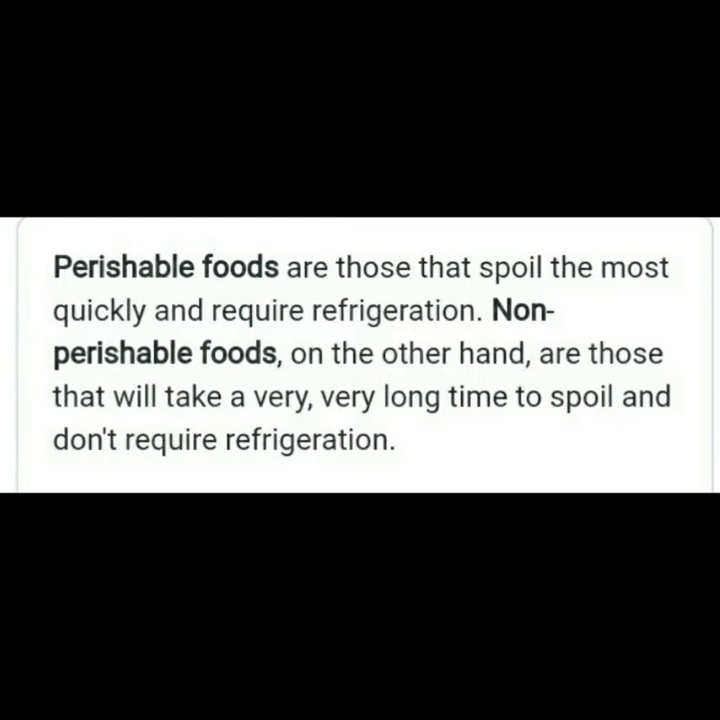 Perishable foods are those that spoil the most
quickly and require refrigeration. Non-
perishable foods, on the other hand, are those
that will take a very, very long time to spoil and
don't require refrigeration.